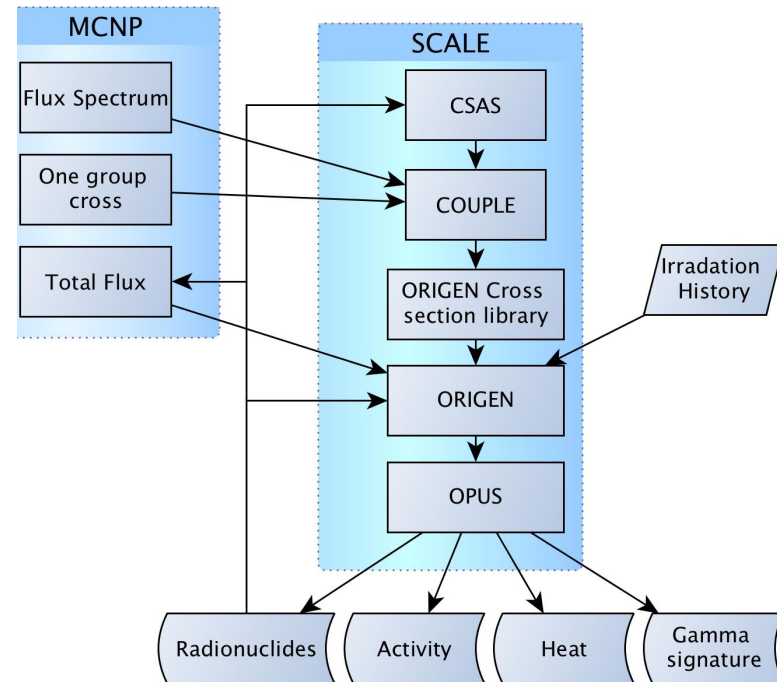 MCNP
Flux Spectrum
One group
cross
Total Flux
SCALE
CSAS
COUPLE
ORIGEN Cross
section library
ORIGEN
OPUS
Irradation
History
Radionuclides
Activity
Heat
Gamma
signature